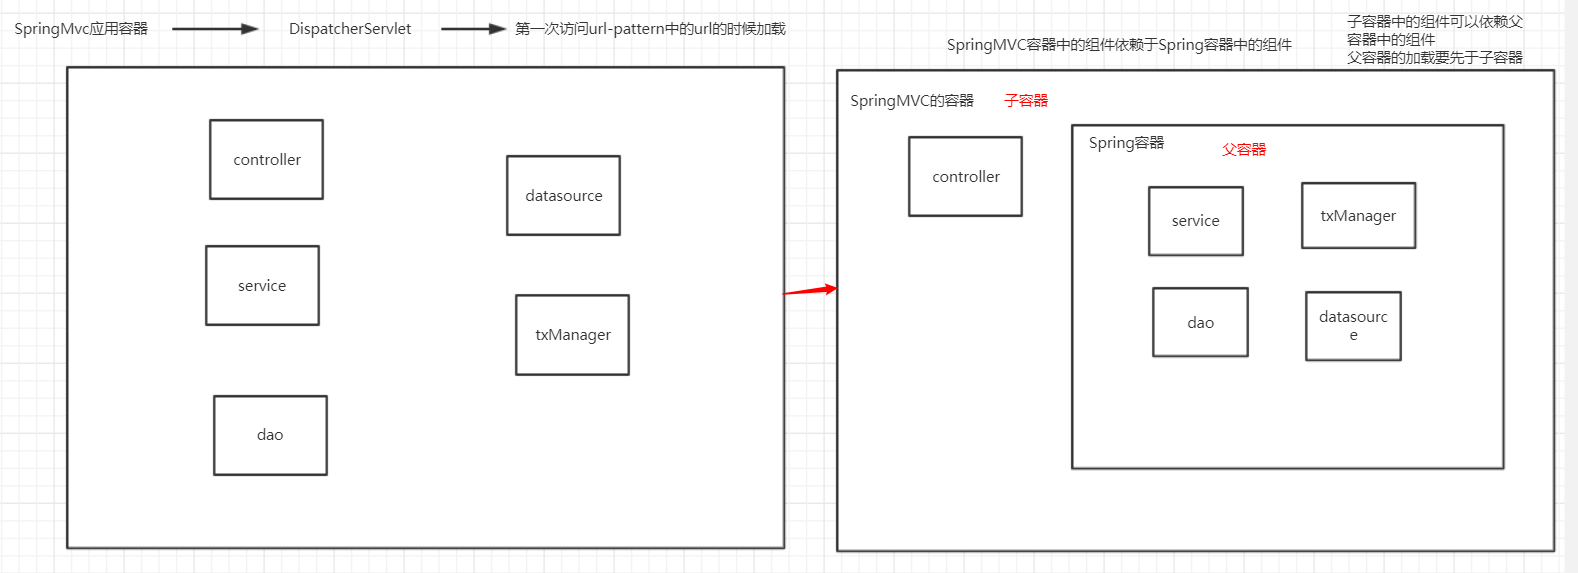 SpringMvc应用容器
DispatcherServlet
第一次访问url-pattern中的url的时候加载
controller
datasource
service
txManager
dao
SpringMVC容器中的组件依赖于Spring容器中的组件
子容器中的组件可以依赖父
容器中的组件
父容器的加载要先于子容器
SpringMVC的容器
子容器
controller
Spring容器
父容器
service
txManager
dao
datasourc
e